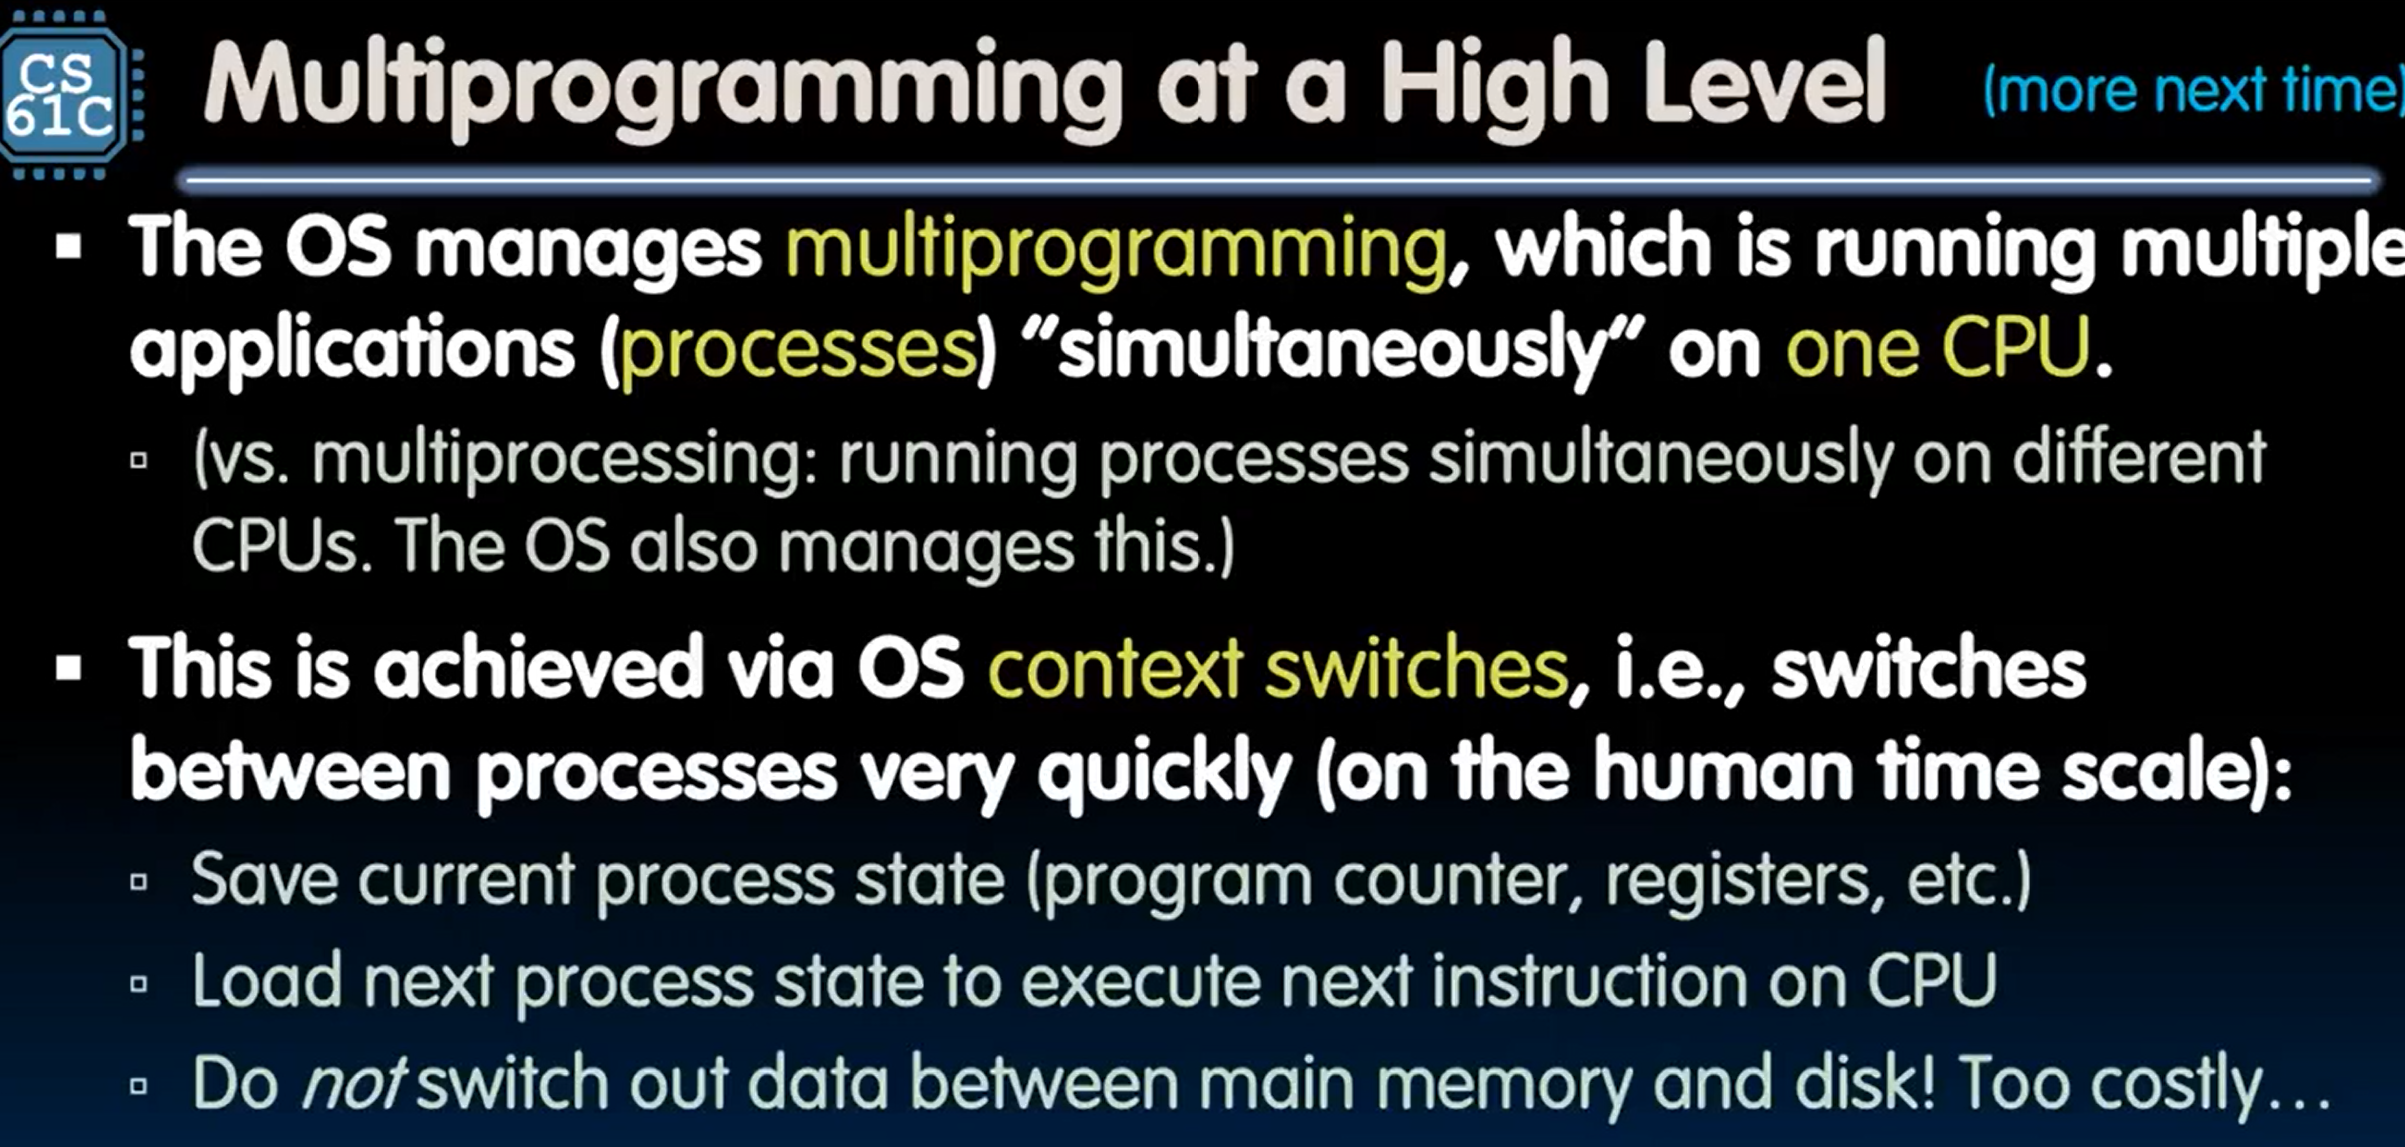 CS
61C
Multiprogramming at a High Level (more next time)
▪ The OS manages multiprogramming, which is running multiple
applications (processes) “simultaneously” on one CPU.
▫ (vs. multiprocessing: running processes simultaneously on different
CPUs. The OS also manages this.)
▪ This is achieved via OS context switches, i.e., switches
between processes very quickly (on the human time scale):
▫ Save current process state (program counter, registers, etc.)
▫ Load next process state to execute next instruction on CPU
▫ Do not switch out data between main memory and disk! Too costly…